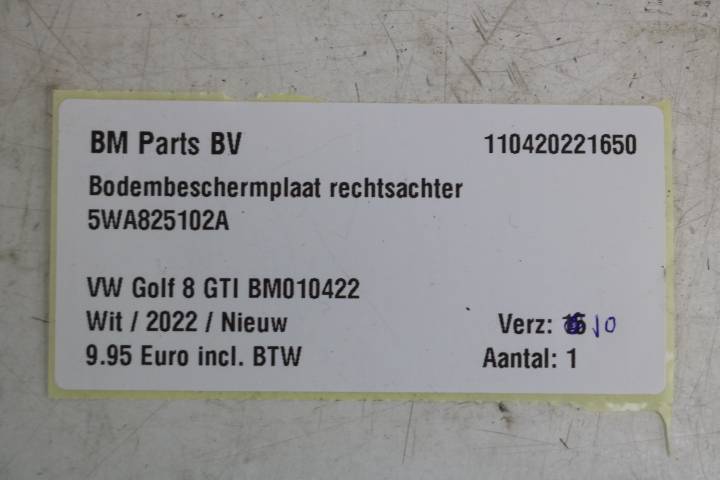 BM Parts BV 110420221650
Bodembeschermplaat rechtsachter
5WA825102A
VW Golf 8 GTI BM010422
Wit / 2022 / Nieuw Verz: 10
9.95 Euro incl. BTW Aantal: 1